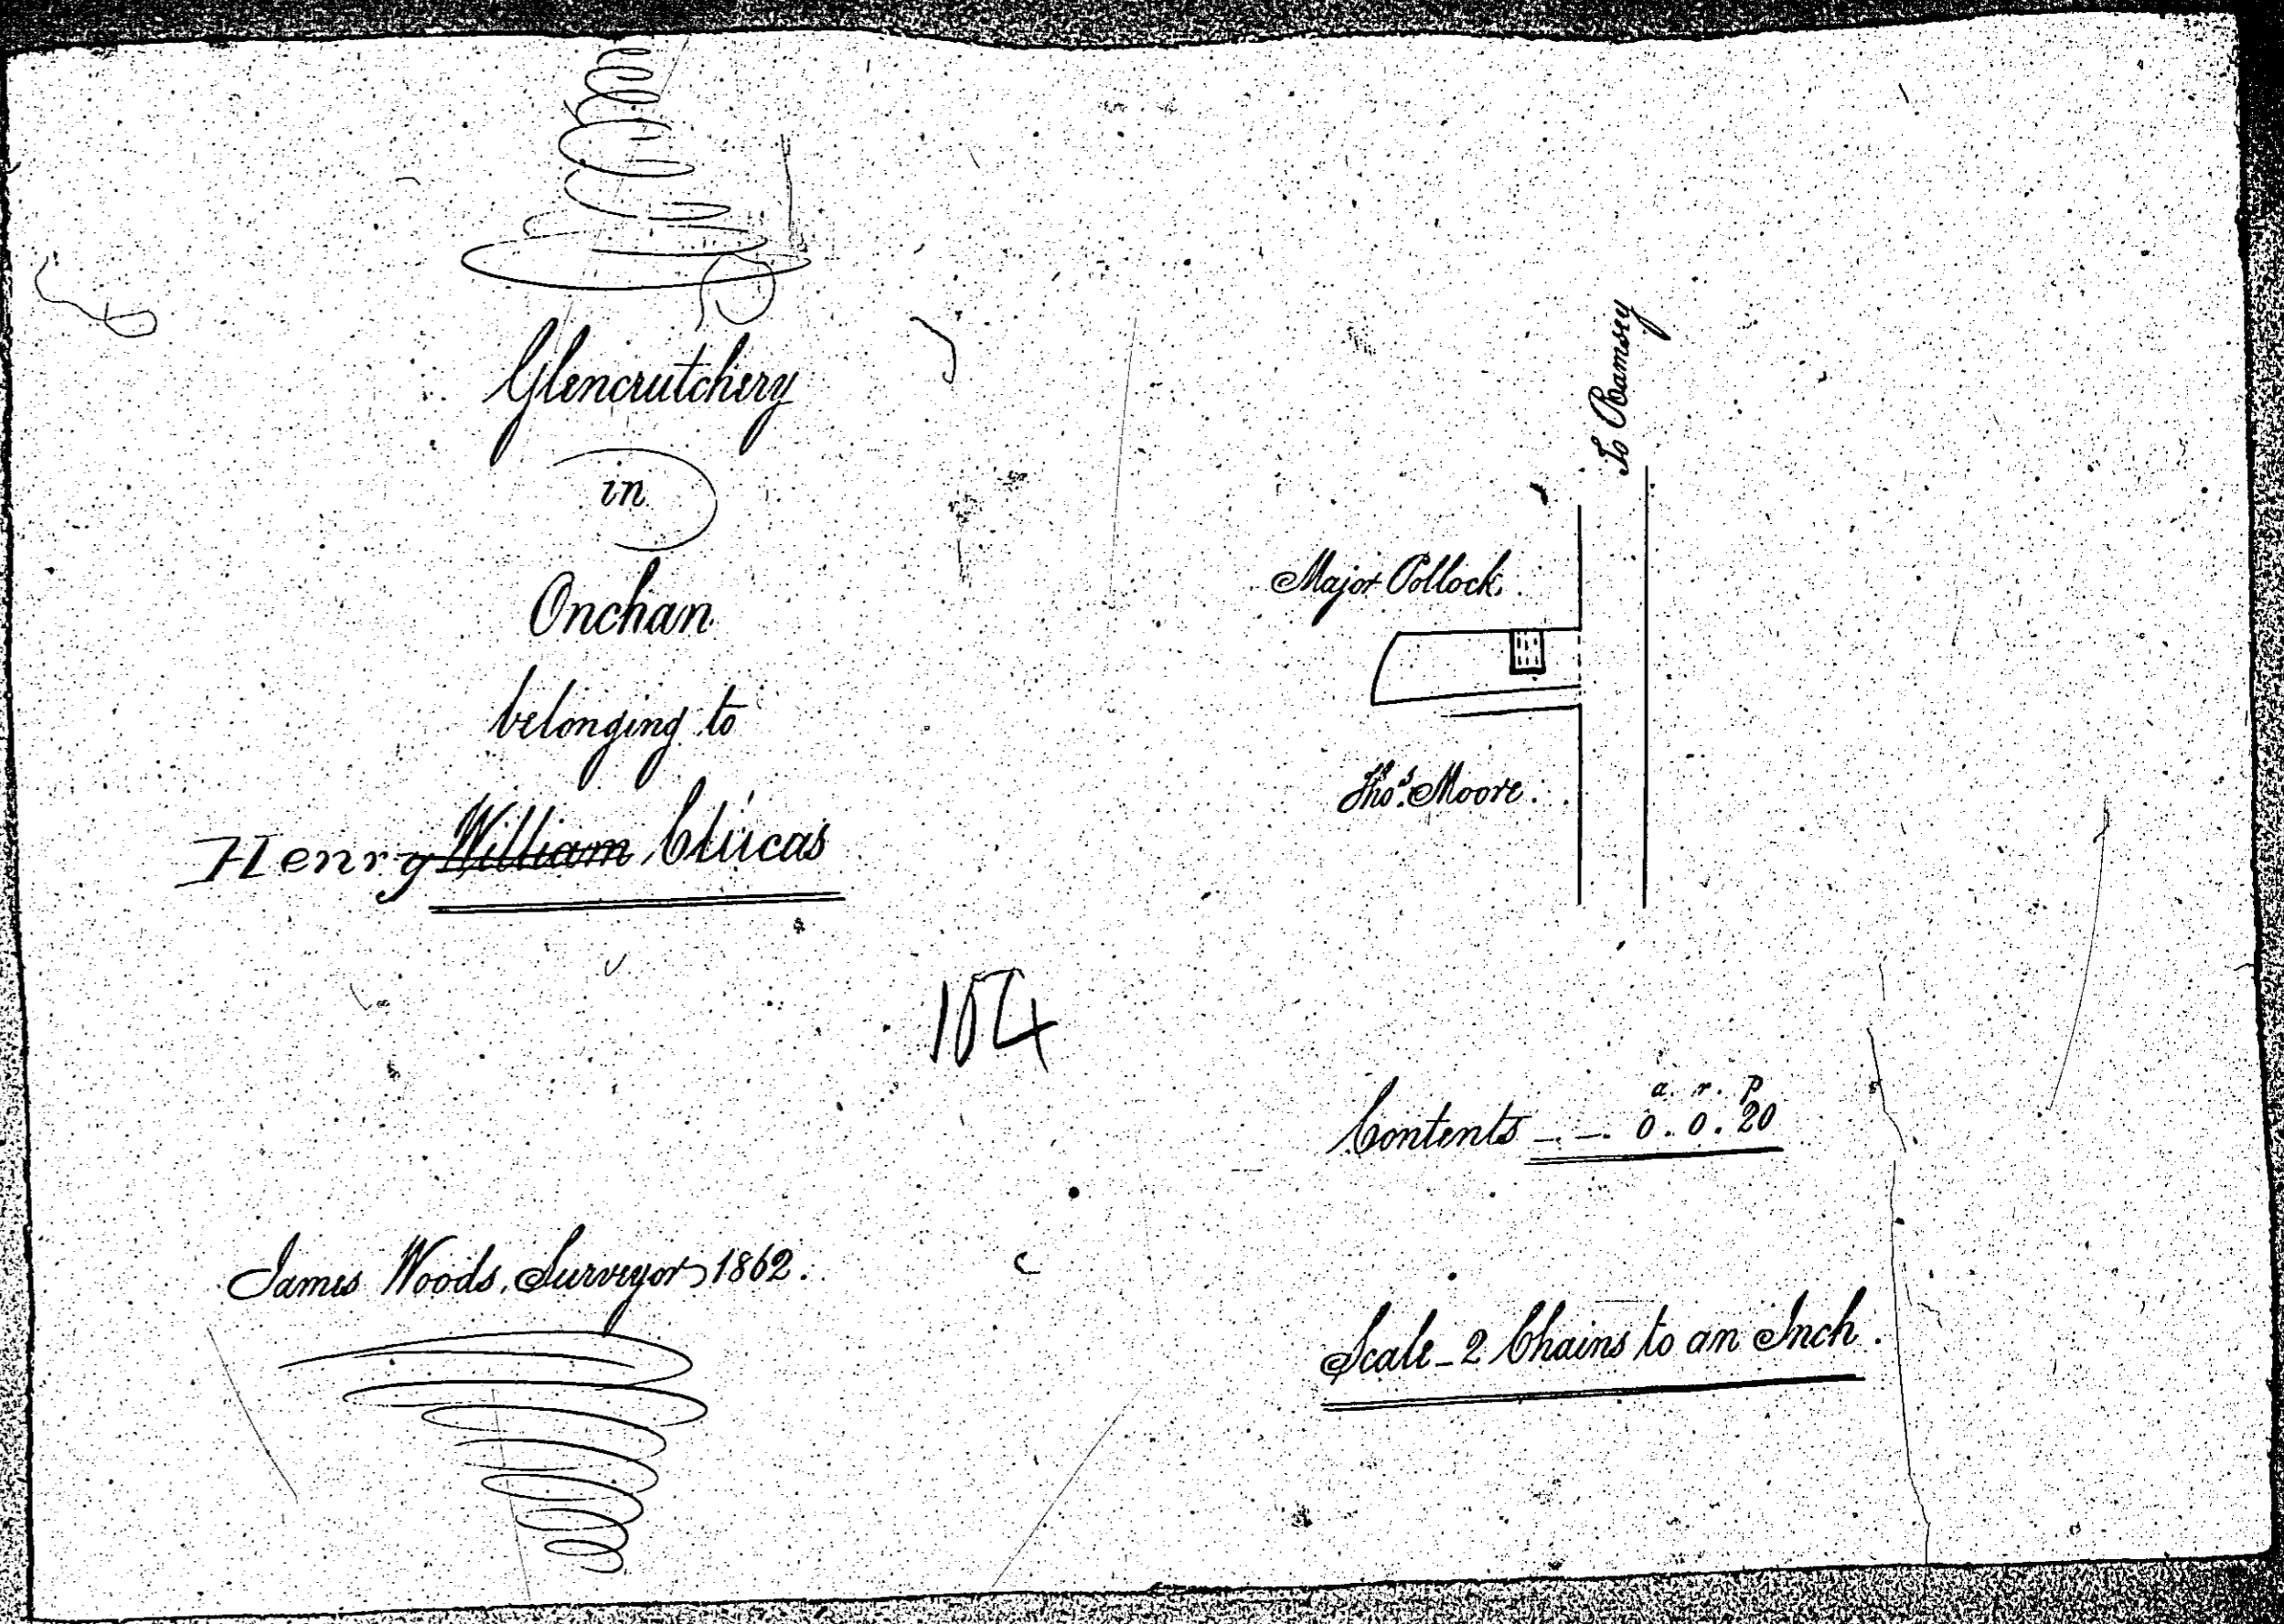 Glencrutchery
in
Onchan
belonging to
Henry William Clucas
James Woods, Surveyor, 1862.
104
To Ramsey
Major Pollock.
Thos. Moore.
a. r. p
Contents _ _ 0. 0. 20
Scale _ 2 Chains to an Inch.